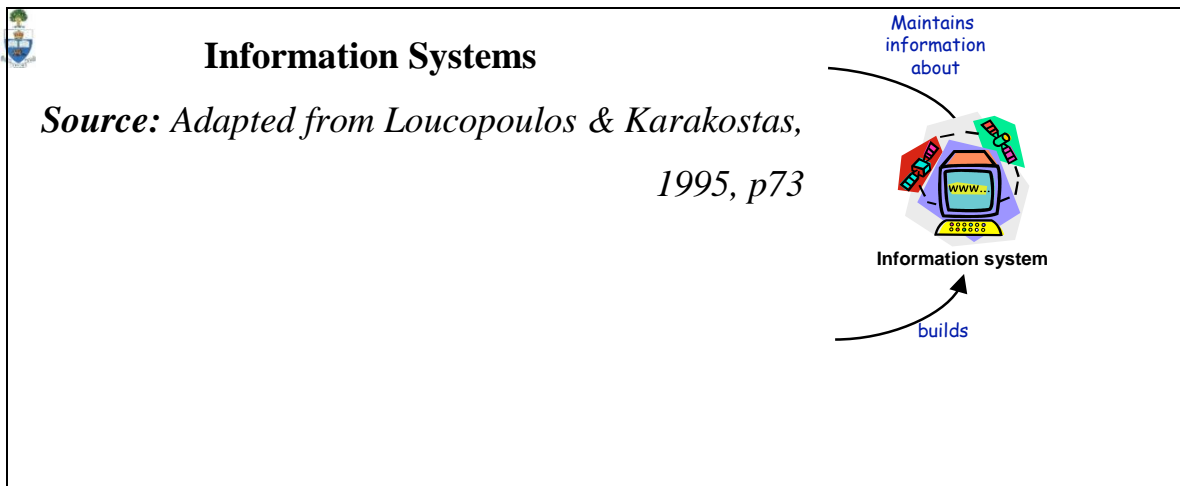 Information Systems
Source: Adapted from Loucopoulos & Karakostas,
1995, p73
Maintains
information
about
www...
Information system
builds